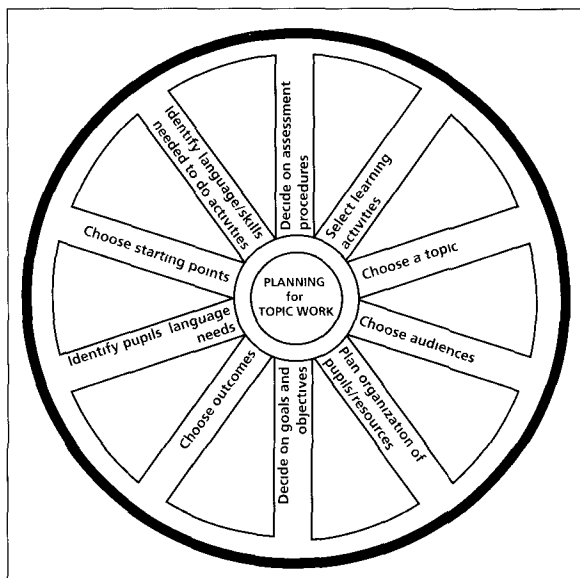 PLANNING
for
TOPIC WORK
Decide on assessment
procedures
Select learning
activities
Choose a topic
Choose audiences
Plan organization of
pupils/resources
Decide on goals and
objectives
Choose outcomes
Identify pupils language
needs
Choose starting points
Identify language/skills
needed to do activities